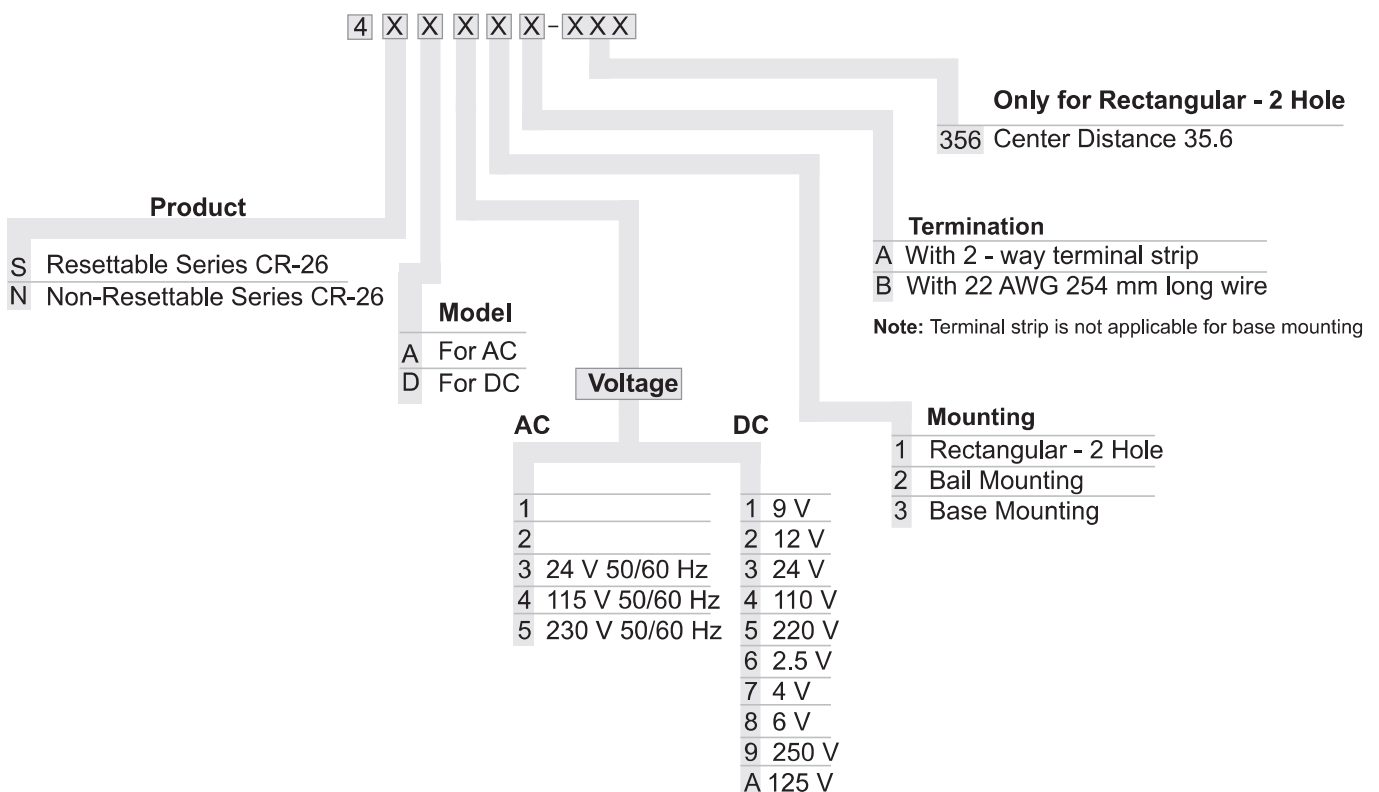 4 X X X X X - X X X
Only for Rectangular - 2 Hole
356 Center Distance 35.6
Product
S Resettable Series CR-26
N Non-Resettable Series CR-26
Termination
A With 2 - way terminal strip
B With 22 AWG 254 mm long wire
Note: Terminal strip is not applicable for base mounting
Model
A For AC
D For DC
Voltage
AC
1
2
3 24 V 50/60 Hz
4 115 V 50/60 Hz
5 230 V 50/60 Hz
DC
1 9 V
2 12 V
3 24 V
4 110 V
5 220 V
6 2.5 V
7 4 V
8 6 V
9 250 V
A 125 V
Mounting
1 Rectangular - 2 Hole
2 Bail Mounting
3 Base Mounting